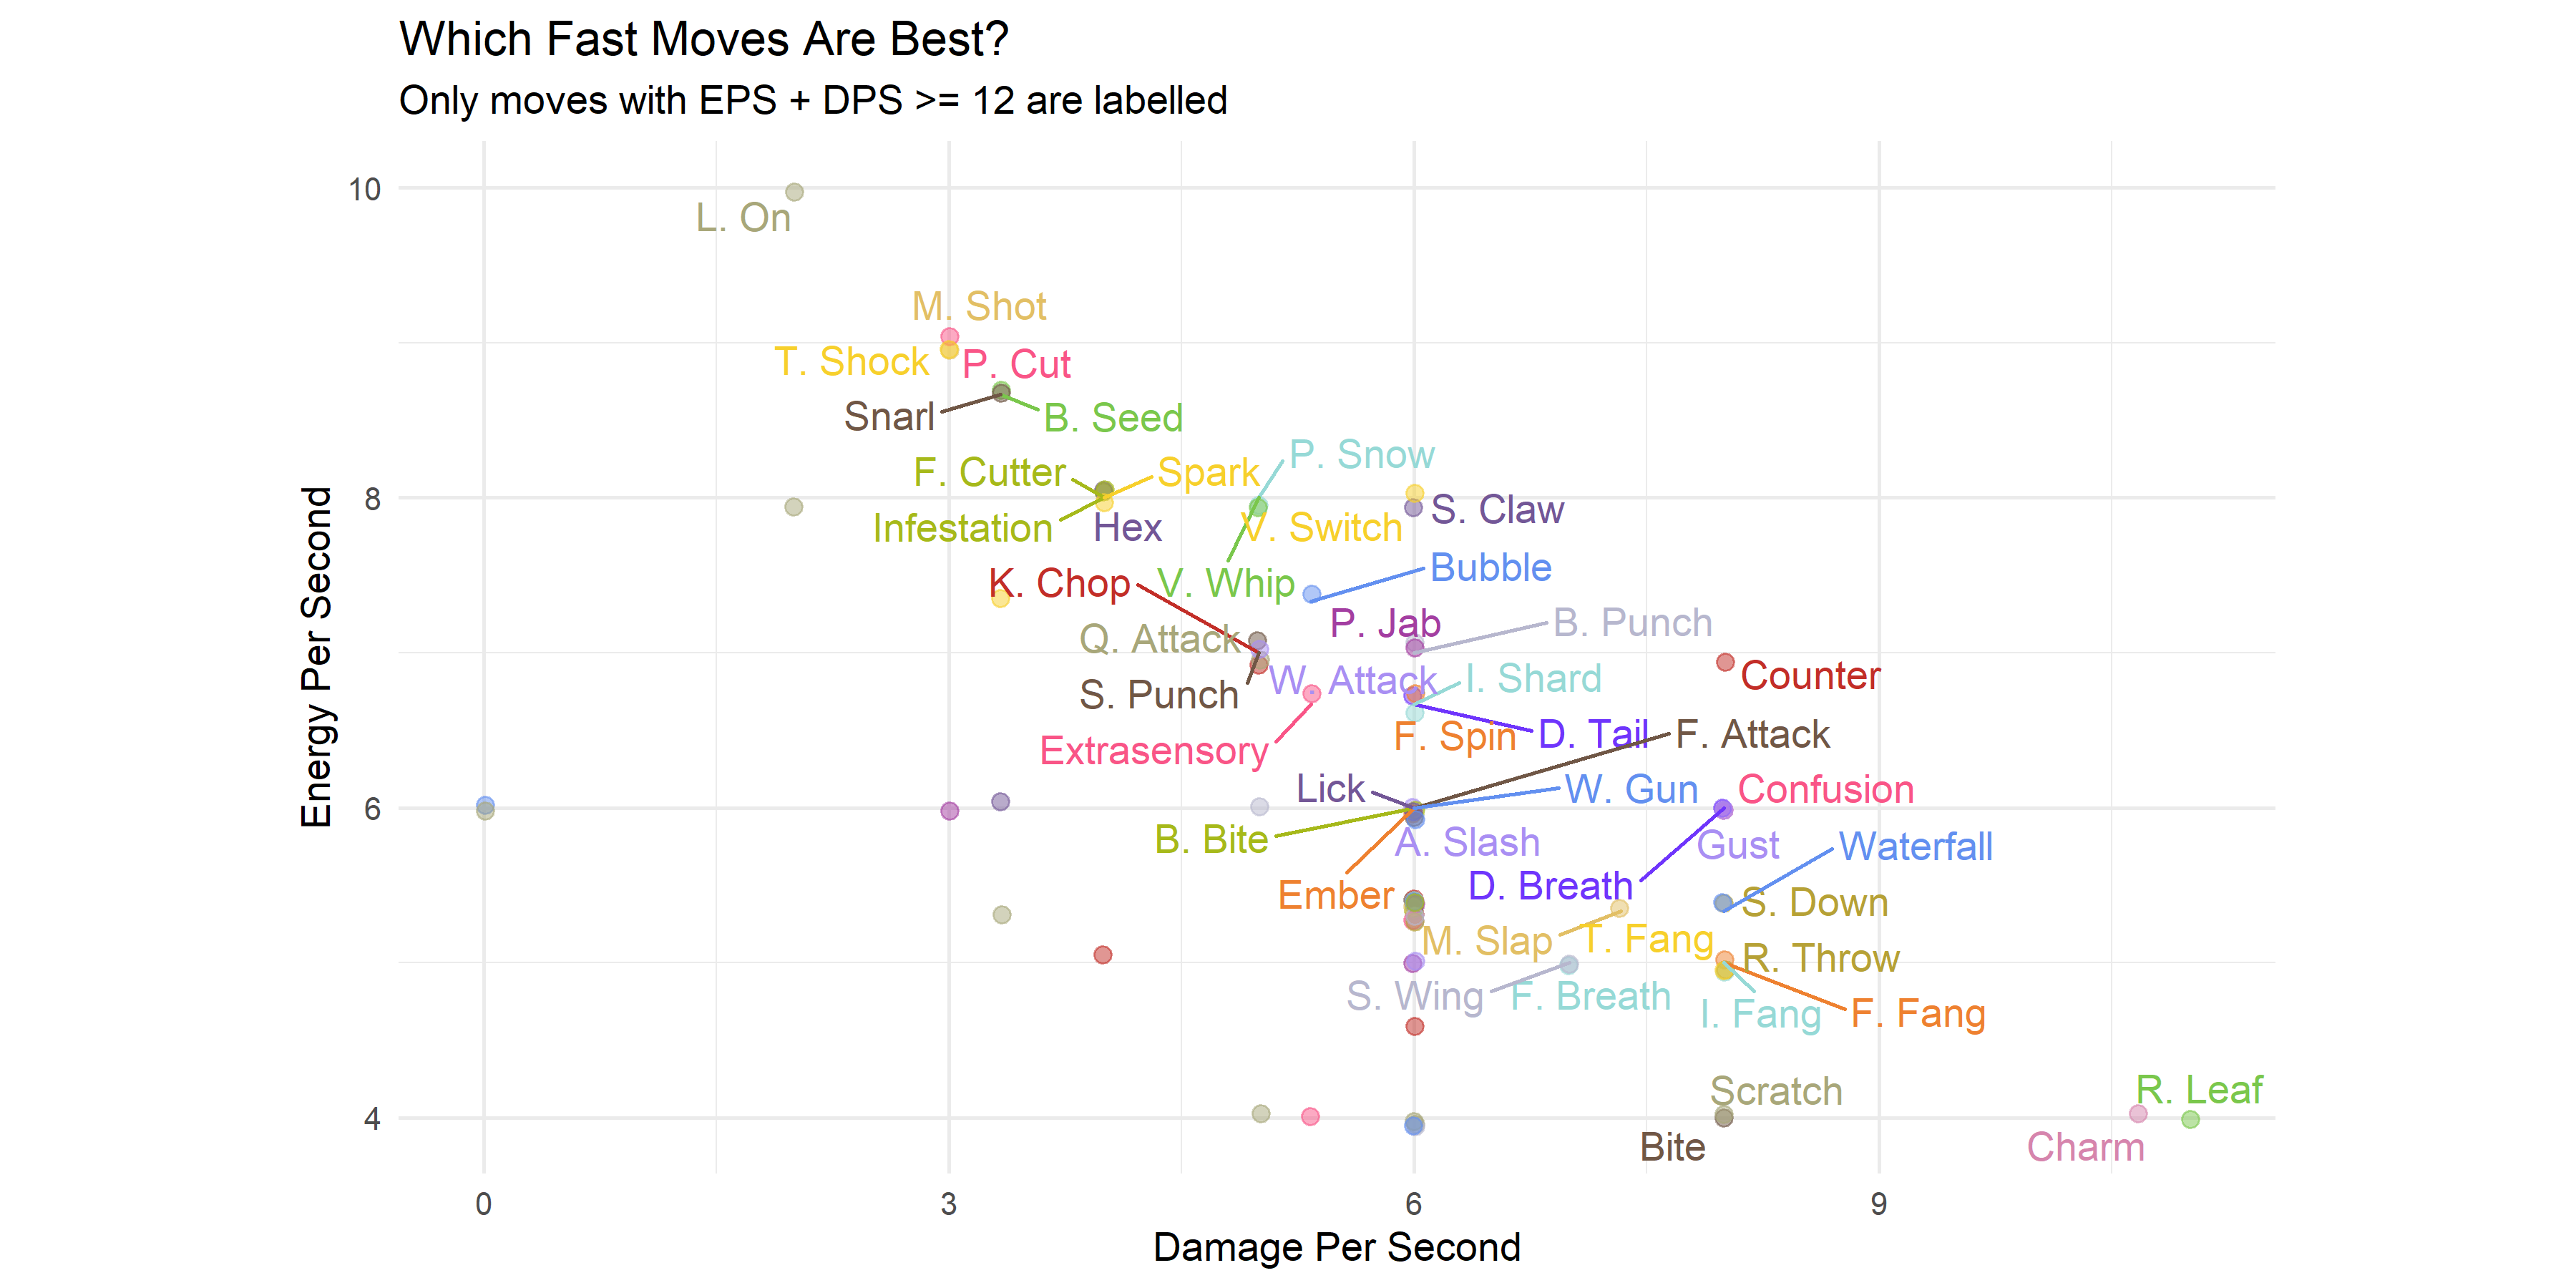 Which Fast Moves Are Best?
Only moves with EPS + DPS >= 12 are labelled
10
L. On
M. Shot
T. Shock
P. Cut
Snarl
B. Seed
P. Snow
F. Cutter
Spark
8
S. Claw
Infestation
Hex
V. Switch
Bubble
K. Chop
V. Whip
P. Jab
B. Punch
Q. Attack
Counter
W. Attack
I. Shard
S. Punch
Extrasensory
F. Spin
D. Tail
F. Attack
Energy Per Second
Lick
W. Gun
Confusion
6
B. Bite
A. Slash
Gust
Waterfall
Ember
D. Breath
S. Down
M. Slap
T. Fang
R. Throw
S. Wing
F. Breath
I. Fang
F. Fang
Scratch
R. Leaf
4
Bite
Charm
0
3
6
9
Damage Per Second